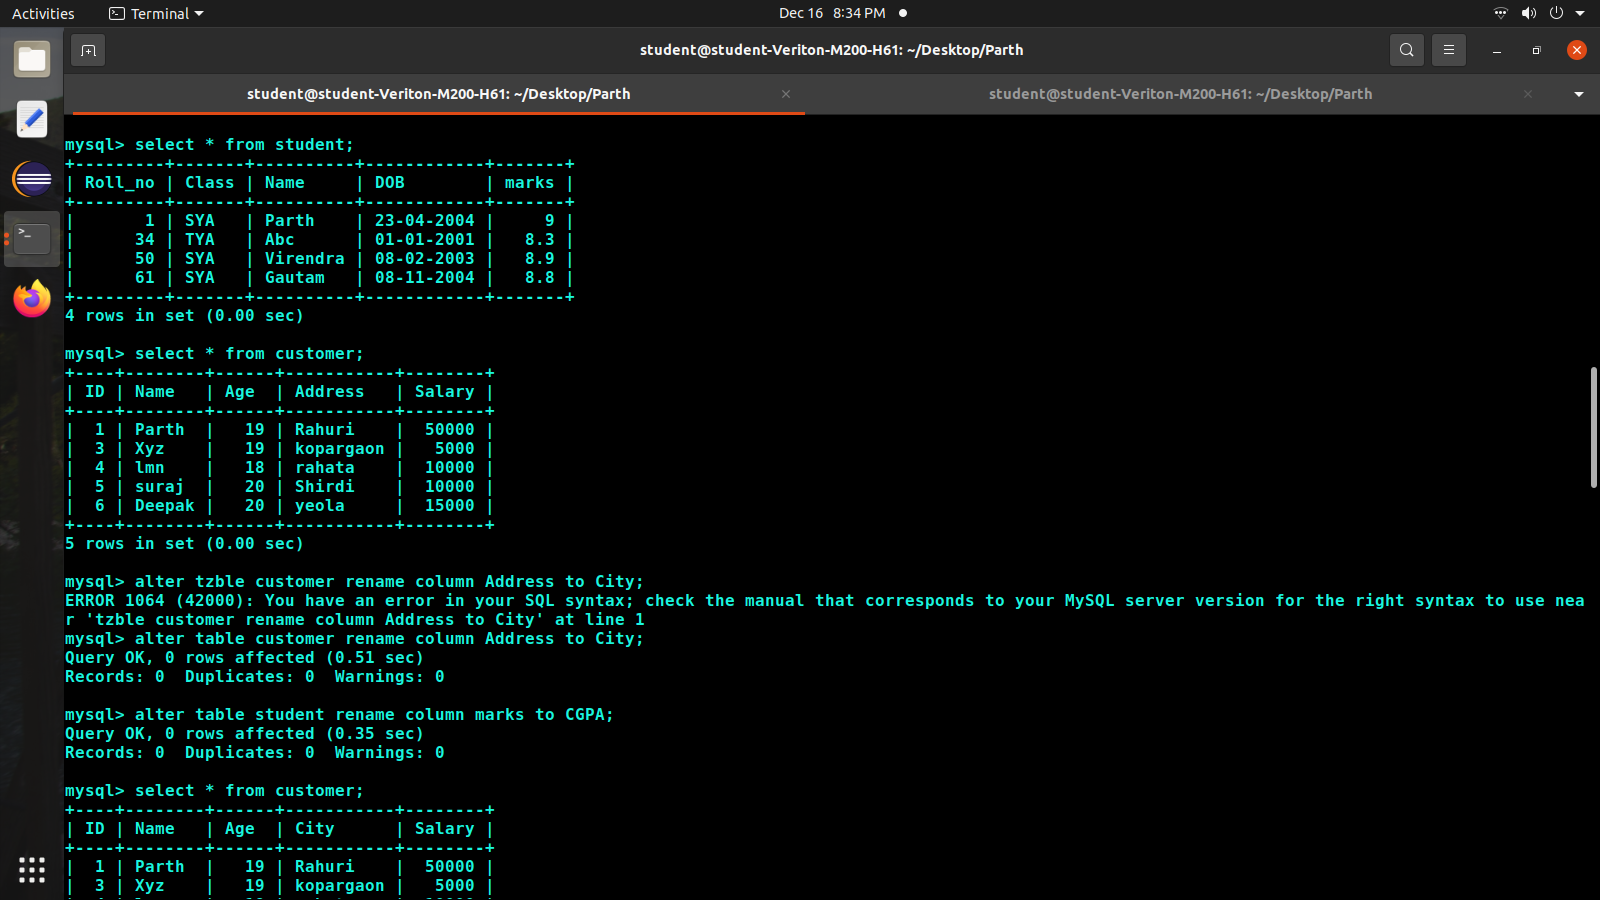 Activities Terminal Dec 16 8:34 PM
student@student-Veriton-M200-H61: ~/Desktop/Parth
student@student-Veriton-M200-H61: ~/Desktop/Parth × student@student-Veriton-M200-H61: ~/Desktop/Parth ×
mysql> select * from student;
+---------+-------+----------+------------+-------+
| Roll_no | Class | Name     | DOB        | marks |
+---------+-------+----------+------------+-------+
|       1 | SYA   | Parth    | 23-04-2004 |     9 |
|      34 | TYA   | Abc      | 01-01-2001 |   8.3 |
|      50 | SYA   | Virendra | 08-02-2003 |   8.9 |
|      61 | SYA   | Gautam   | 08-11-2004 |   8.8 |
+---------+-------+----------+------------+-------+
4 rows in set (0.00 sec)
mysql> select * from customer;
+----+--------+------+-----------+--------+
| ID | Name   | Age  | Address   | Salary |
+----+--------+------+-----------+--------+
|  1 | Parth  |   19 | Rahuri    |  50000 |
|  3 | Xyz    |   19 | kopargaon |   5000 |
|  4 | lmn    |   18 | rahata    |  10000 |
|  5 | suraj  |   20 | Shirdi    |  10000 |
|  6 | Deepak |   20 | yeola     |  15000 |
+----+--------+------+-----------+--------+
5 rows in set (0.00 sec)
mysql> alter tzble customer rename column Address to City;
ERROR 1064 (42000): You have an error in your SQL syntax; check the manual that corresponds to your MySQL server version for the right syntax to use nea
r 'tzble customer rename column Address to City' at line 1
mysql> alter table customer rename column Address to City;
Query OK, 0 rows affected (0.51 sec)
Records: 0  Duplicates: 0  Warnings: 0
mysql> alter table student rename column marks to CGPA;
Query OK, 0 rows affected (0.35 sec)
Records: 0  Duplicates: 0  Warnings: 0
mysql> select * from customer;
+----+--------+------+-----------+--------+
| ID | Name   | Age  | City      | Salary |
+----+--------+------+-----------+--------+
|  1 | Parth  |   19 | Rahuri    |  50000 |
|  3 | Xyz    |   19 | kopargaon |   5000 |